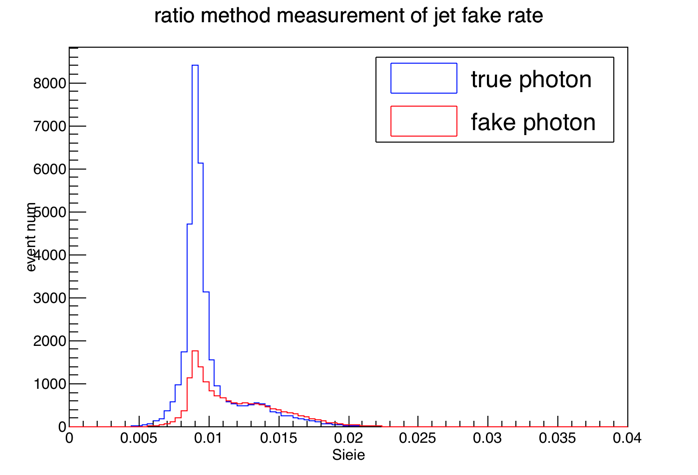 ratio method measurement of jet fake rate
true photon
fake photon
event num
8000
7000
6000
5000
4000
3000
2000
1000
0
0 0.005 0.01 0.015 0.02 0.025 0.03 0.035 0.04
Sieie